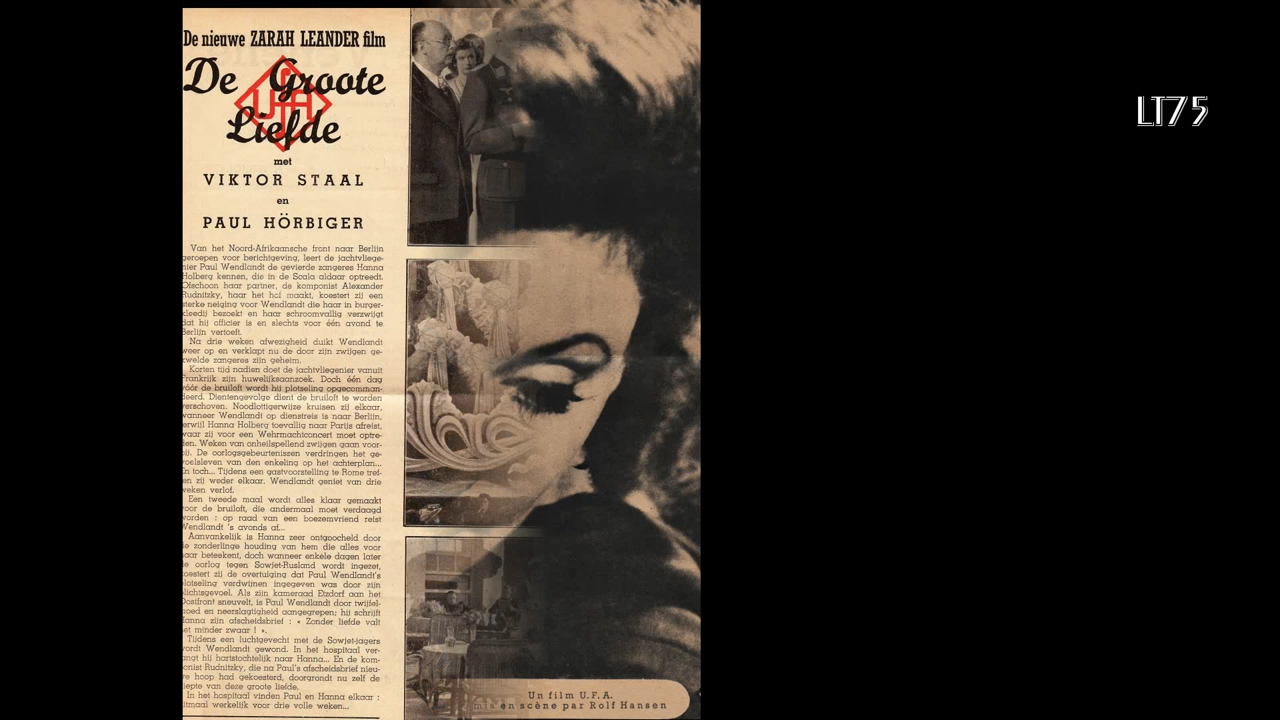 De nieuwe ZARAH LEANDER film
De Groote
UFA
Liefde
met
VIKTOR STAAL
en
PAUL HÖRBIGER
Van het Noord-Afrikaansche front naar Berlijn
geroepen voor berichtgeving, leert de jachtvliege-
nier Paul Wendlandt de gevierde zangeres Hanna
Holberg kennen, die in de Scala aldaar optreedt.
Ofschoon haar partner, de komponist Alexander
Rudnitzky, haar het hof maakt, koestert zij een
sterke neiging voor Wendlandt die haar in burger-
kleedij bezoekt en haar schroomvallig verzwijgt
dat hij officier is en slechts voor één avond te
Berlijn vertoeft.
Na drie weken afwezigheid duikt Wendlandt
weer op en verklapt nu de door zijn zwijgen ge-
kwelde zangeres zijn geheim.
Korten tijd nadien doet de jachtvliegenier vanuit
Frankrijk zijn huwelijksaanzoek. Doch één dag
vóór de bruiloft wordt hij plotseling opgecomman-
deerd. Dientengevolge dient de bruiloft te worden
verschoven. Noodlottigerwijze kruisen zij elkaar,
wanneer Wendlandt op dienstreis is naar Berlijn,
erwijl Hanna Holberg toevallig naar Parijs afreist,
waar zij voor een Wehrmachtconcert moet optre-
den. Weken van onheilspellend zwijgen gaan voor-
bij. De oorlogsgebeurtenissen verdringen het ge-
voelsleven van den enkeling op het achterplan...
En toch... Tijdens een gastvoorstelling te Rome tref-
en zij weder elkaar. Wendlandt geniet van drie
weken verlof.
Een tweede maal wordt alles klaar gemaakt
voor de bruiloft, die andermaal moet verdaagd
worden : op raad van een boezemvriend reist
Wendlandt 's avonds af...
Aanvankelijk is Hanna zeer ontgoocheld door
de zonderlinge houding van hem die alles voor
haar beteekent, doch wanneer enkele dagen later
de oorlog tegen Sowjet-Rusland wordt ingezet,
koestert zij de overtuiging dat Paul Wendlandt's
plotseling verdwijnen ingegeven was door zijn
plichtsgevoel. Als zijn kameraad Etzdorf aan het
Oostfront sneuvelt, is Paul Wendlandt door twijfel-
moed en neerslagtigheid aangegrepen; hij schrijft
Hanna zijn afscheidsbrief : « Zonder liefde valt
et minder zwaar ! ».
Tijdens een luchtgevecht met de Sowjet-jagers
wordt Wendlandt gewond. In het hospitaal ver-
angt hij hartstochtelijk naar Hanna... En de kom-
onist Rudnitzky, die na Paul's afscheidsbrief nieu-
we hoop had gekoesterd, doorgrondt nu zelf de
iepte van deze groote liefde.
In het hospitaal vinden Paul en Hanna elkaar :
itmaal werkelijk voor drie volle weken...
Un film U.F.A.
mis en scène par Rolf Hansen
LT75